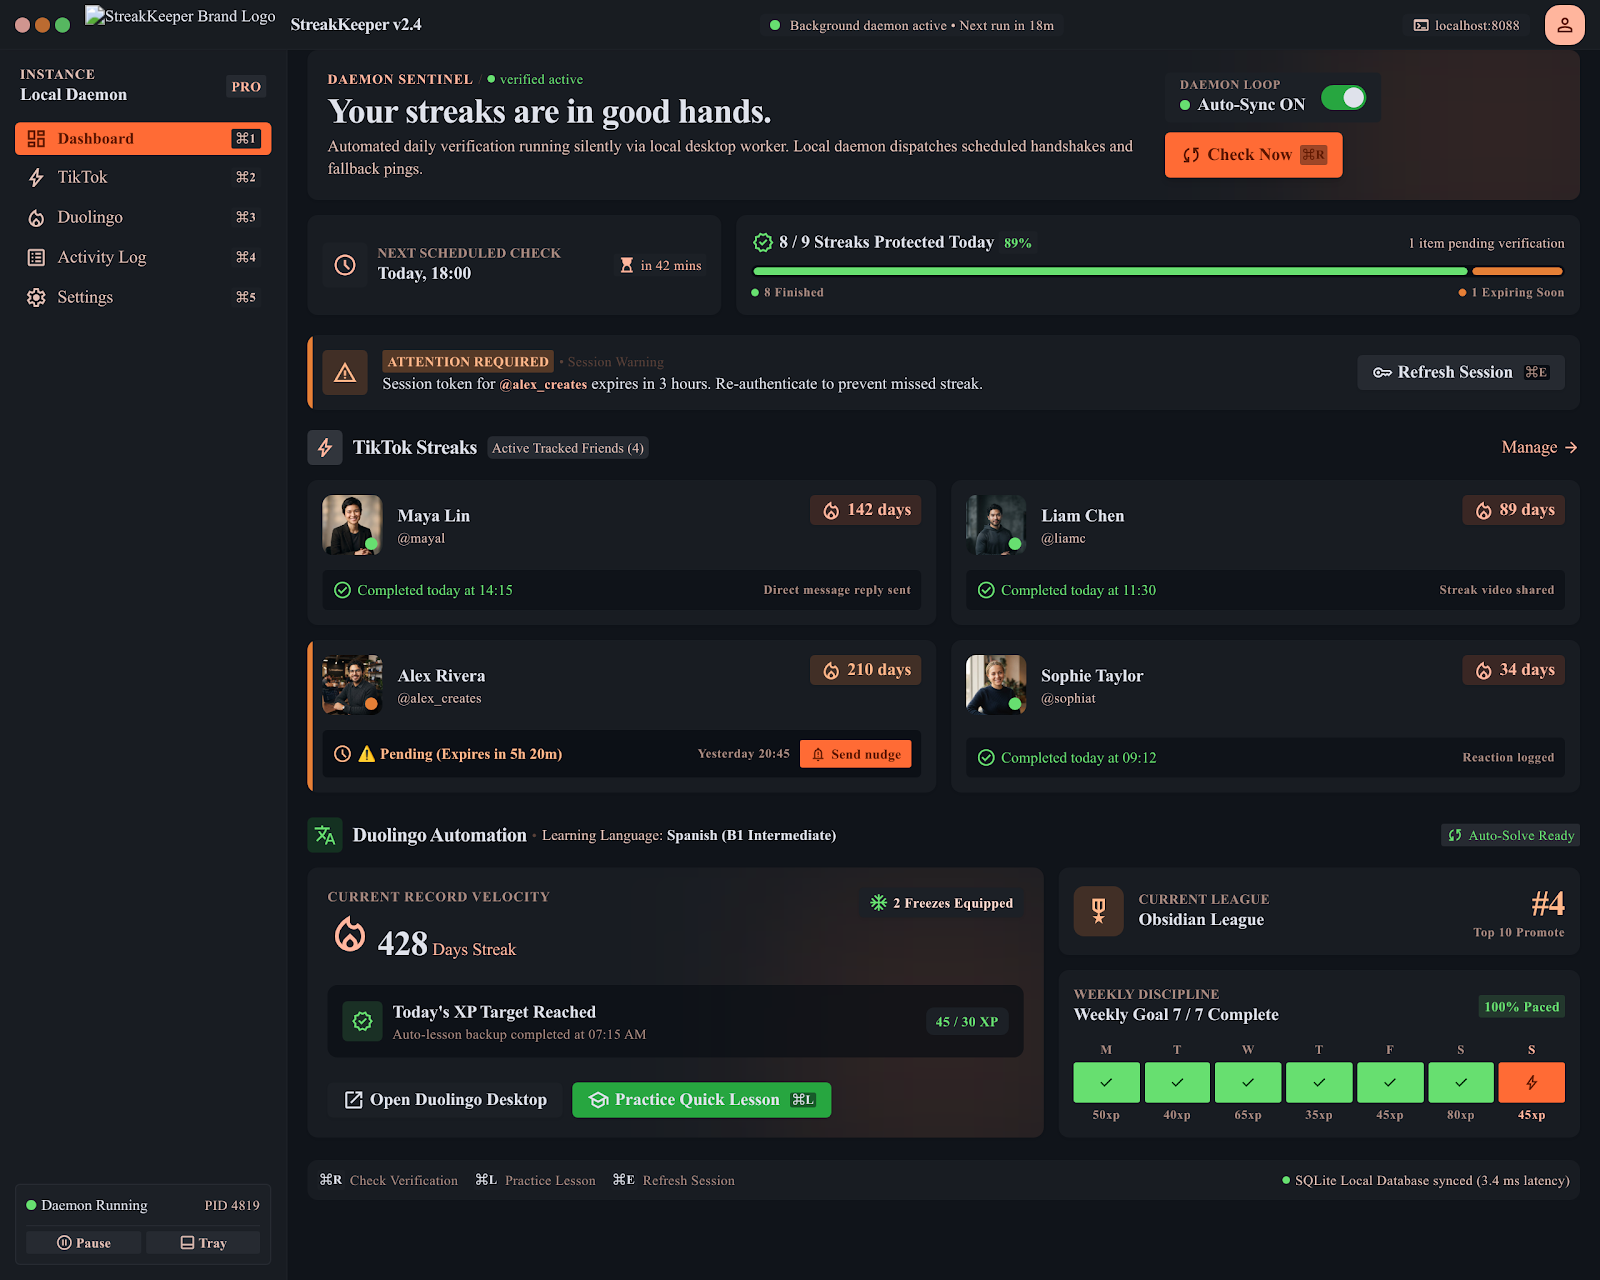 StreakKeeper Brand Logo
StreakKeeper v2.4
Background daemon active • Next run in 18m
localhost:8088
INSTANCE
Local Daemon
PRO
Dashboard ⌘1
TikTok ⌘2
Duolingo ⌘3
Activity Log ⌘4
Settings ⌘5
Daemon Running PID 4819
Pause
Tray
DAEMON SENTINEL / verified active
Your streaks are in good hands.
Automated daily verification running silently via local desktop worker. Local daemon dispatches scheduled handshakes and
fallback pings.
DAEMON LOOP
Auto-Sync ON
Check Now ⌘R
NEXT SCHEDULED CHECK
Today, 18:00
in 42 mins
8 / 9 Streaks Protected Today 89%
1 item pending verification
8 Finished
1 Expiring Soon
ATTENTION REQUIRED • Session Warning
Session token for @alex_creates expires in 3 hours. Re-authenticate to prevent missed streak.
Refresh Session ⌘E
TikTok Streaks
Active Tracked Friends (4)
Manage →
Maya Lin
@mayal
142 days
Completed today at 14:15
Direct message reply sent
Liam Chen
@liamc
89 days
Completed today at 11:30
Streak video shared
Alex Rivera
@alex_creates
210 days
⚠️ Pending (Expires in 5h 20m)
Yesterday 20:45
Send nudge
Sophie Taylor
@sophiat
34 days
Completed today at 09:12
Reaction logged
Duolingo Automation • Learning Language: Spanish (B1 Intermediate)
Auto-Solve Ready
CURRENT RECORD VELOCITY
428 Days Streak
2 Freezes Equipped
Today's XP Target Reached
Auto-lesson backup completed at 07:15 AM
45 / 30 XP
Open Duolingo Desktop
Practice Quick Lesson ⌘L
CURRENT LEAGUE
Obsidian League
#4
Top 10 Promote
WEEKLY DISCIPLINE
Weekly Goal 7 / 7 Complete
100% Paced
M T W T F S S
50xp 40xp 65xp 35xp 45xp 80xp 45xp
⌘R Check Verification ⌘L Practice Lesson ⌘E Refresh Session
SQLite Local Database synced (3.4 ms latency)